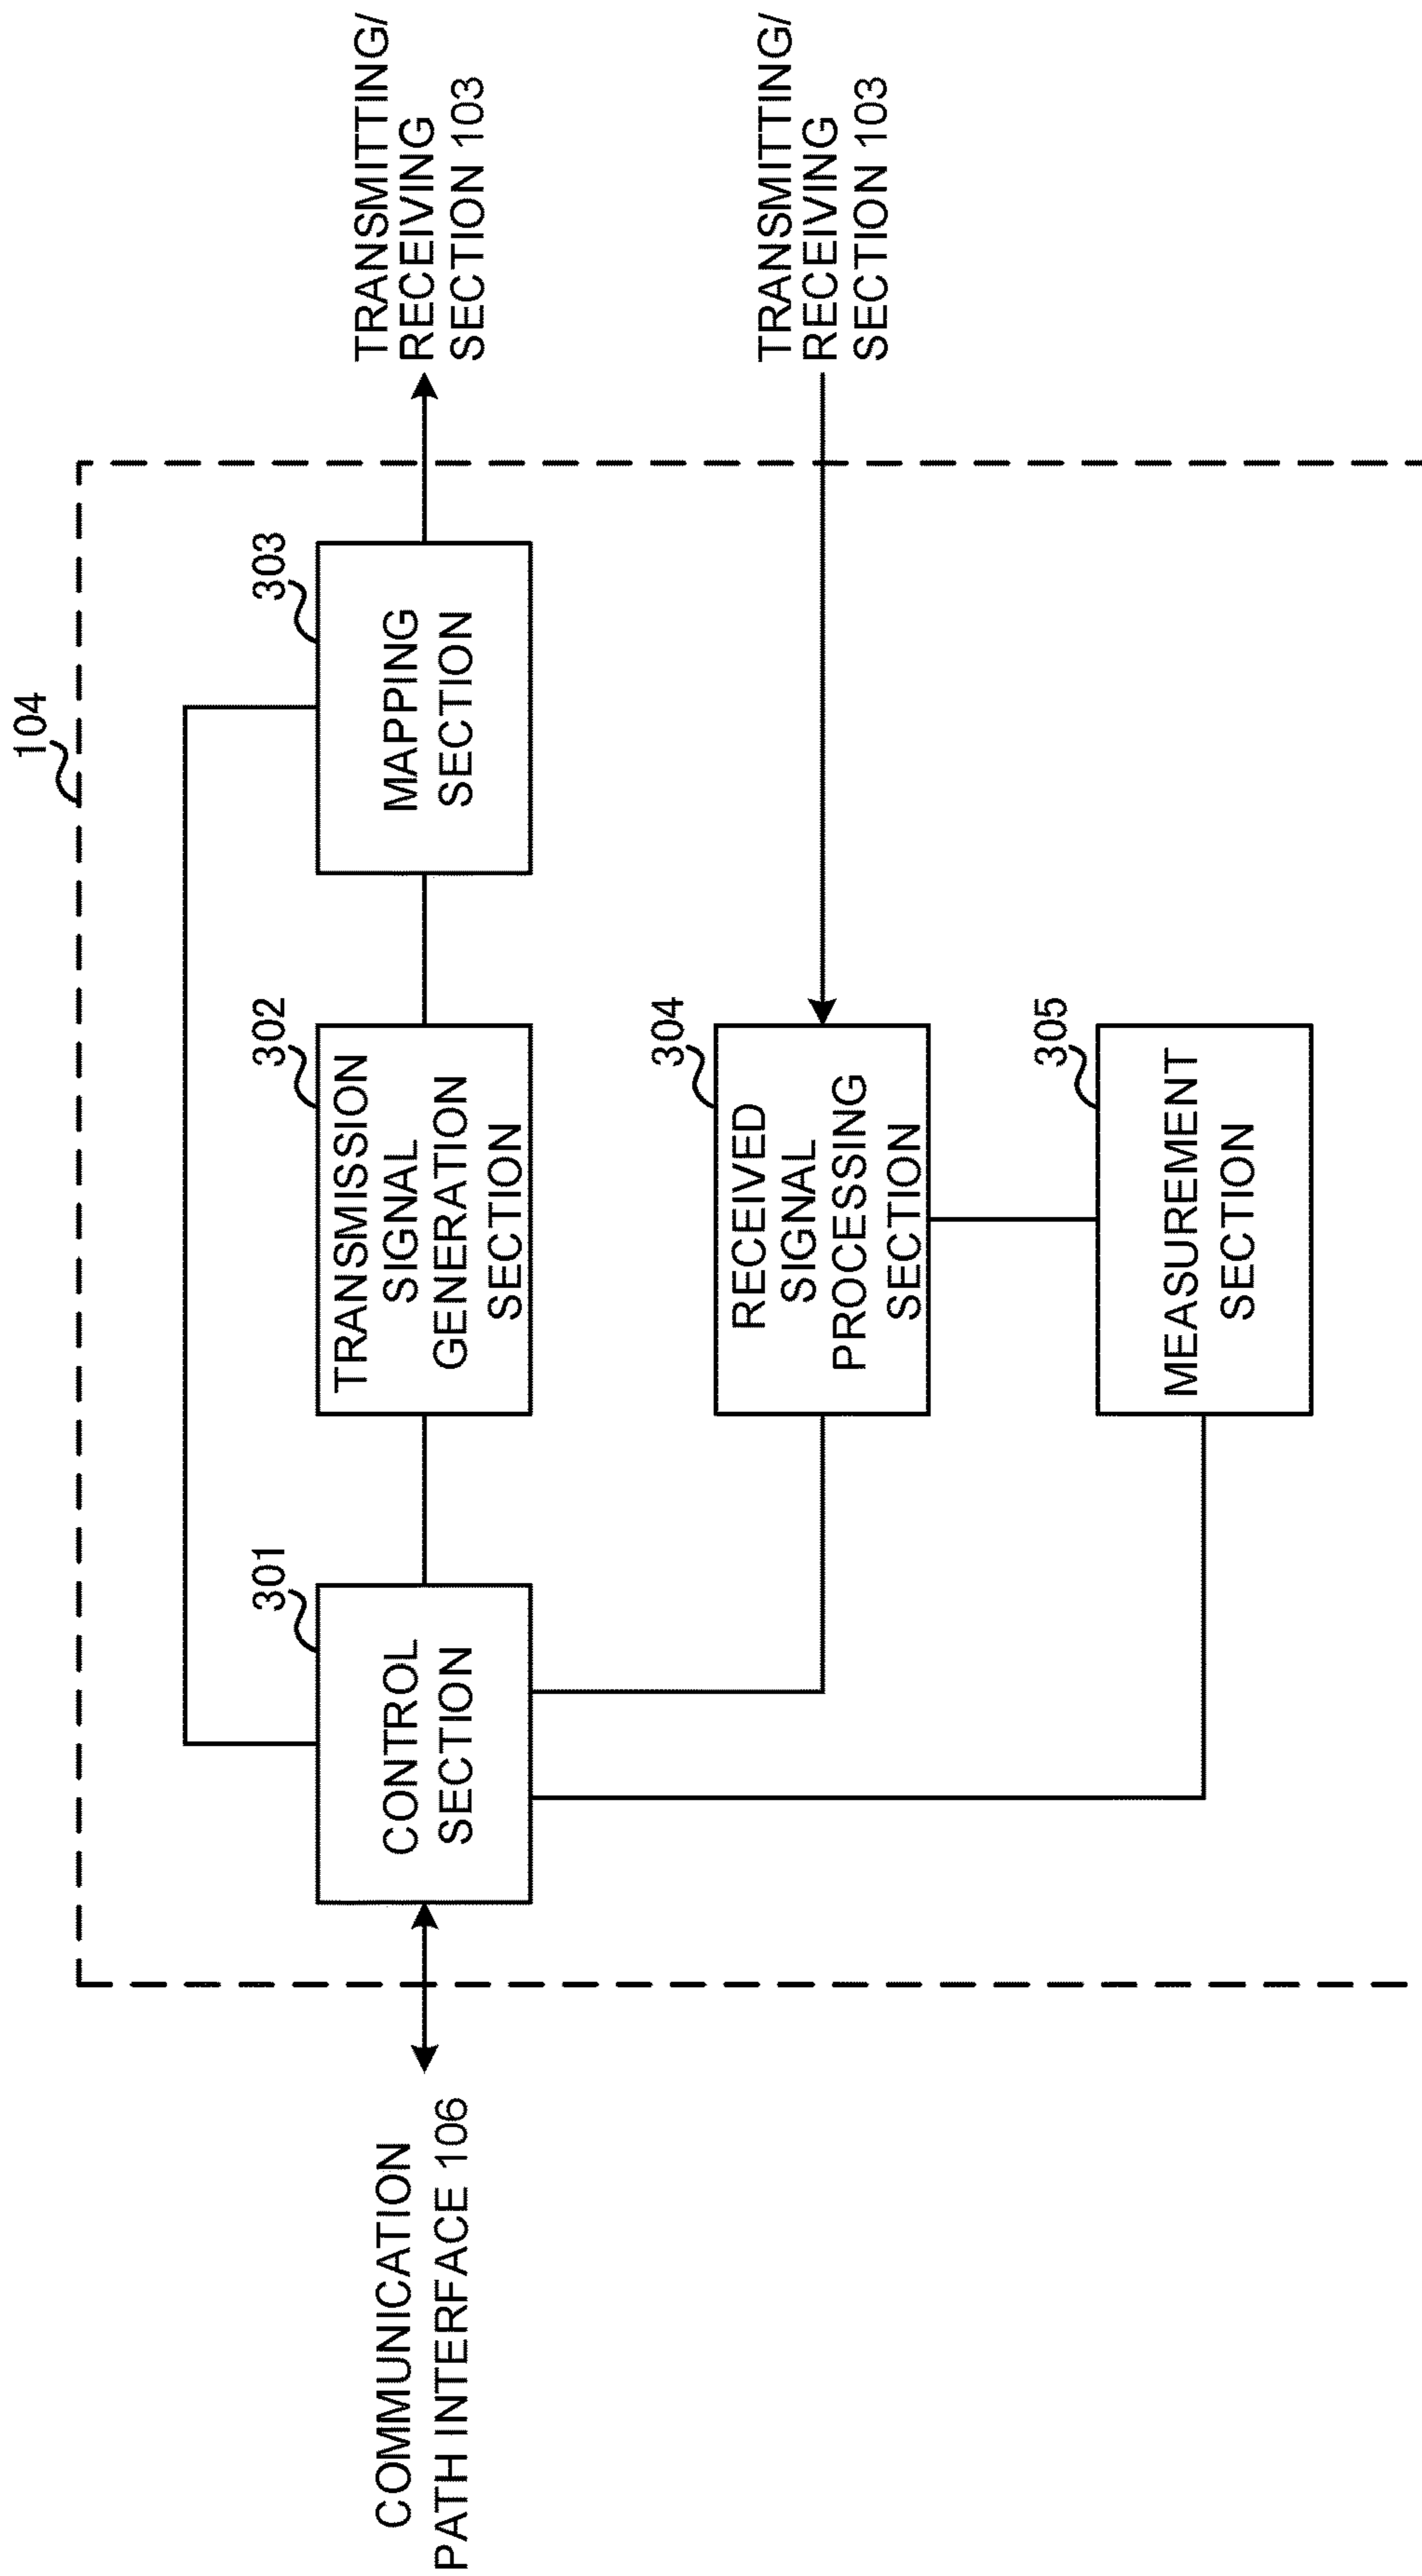 104
301
302
303
COMMUNICATION
PATH INTERFACE 106
CONTROL
SECTION
TRANSMISSION
SIGNAL
GENERATION
SECTION
MAPPING
SECTION
TRANSMITTING/
RECEIVING
SECTION 103
304
RECEIVED
SIGNAL
PROCESSING
SECTION
TRANSMITTING/
RECEIVING
SECTION 103
305
MEASUREMENT
SECTION